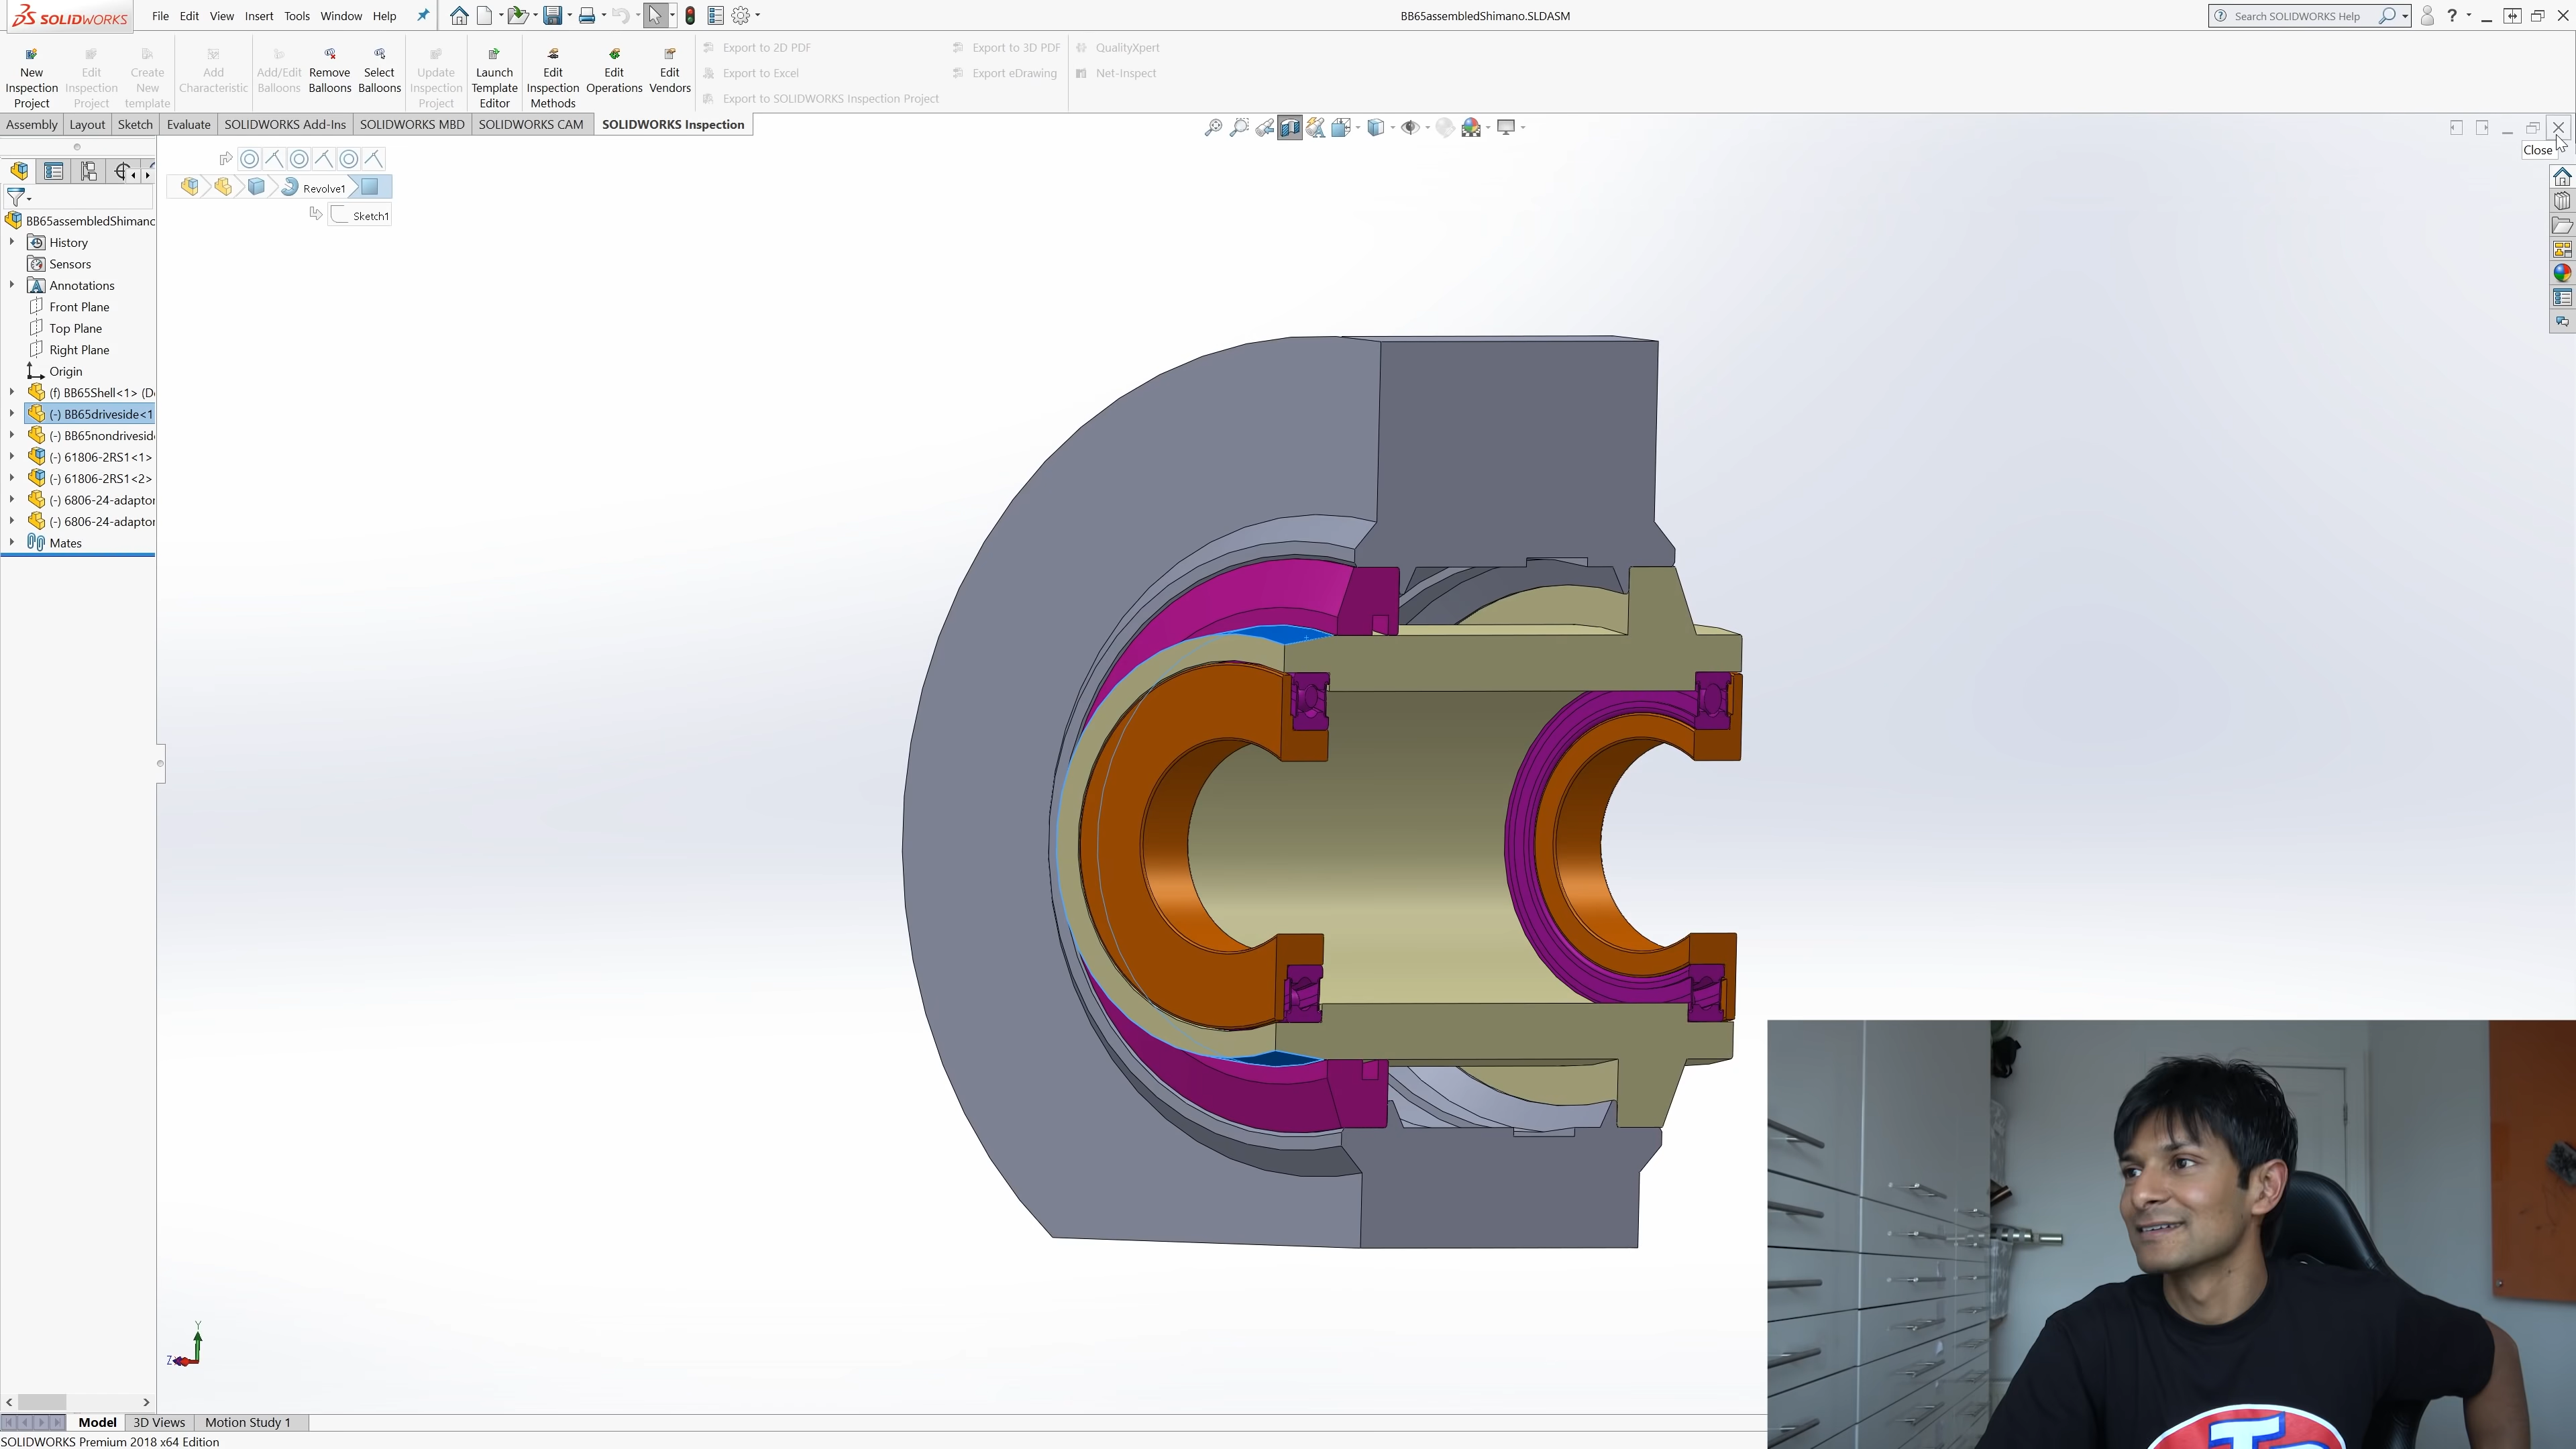 SOLIDWORKS File Edit View Insert Tools Window Help BB65assembledShimano.SLDASM Search SOLIDWORKS Help ?
New Inspection Project
Edit Inspection Project
Create New template
Add Characteristic
Add/Edit Balloons
Remove Balloons
Select Balloons
Update Inspection Project
Launch Template Editor
Edit Inspection Methods
Edit Operations
Edit Vendors
Export to 2D PDF
Export to Excel
Export to SOLIDWORKS Inspection Project
Export to 3D PDF
Export eDrawing
QualityXpert
Net-Inspect
Assembly Layout Sketch Evaluate SOLIDWORKS Add-Ins SOLIDWORKS MBD SOLIDWORKS CAM SOLIDWORKS Inspection
Close
Revolve1
Sketch1
BB65assembledShimano
History
Sensors
Annotations
Front Plane
Top Plane
Right Plane
Origin
(f) BB65Shell<1> (D
(-) BB65driveside<1
(-) BB65nondriveside
(-) 61806-2RS1<1>
(-) 61806-2RS1<2>
(-) 6806-24-adaptor
(-) 6806-24-adaptor
Mates
Y
Z
Model 3D Views Motion Study 1
SOLIDWORKS Premium 2018 x64 Edition